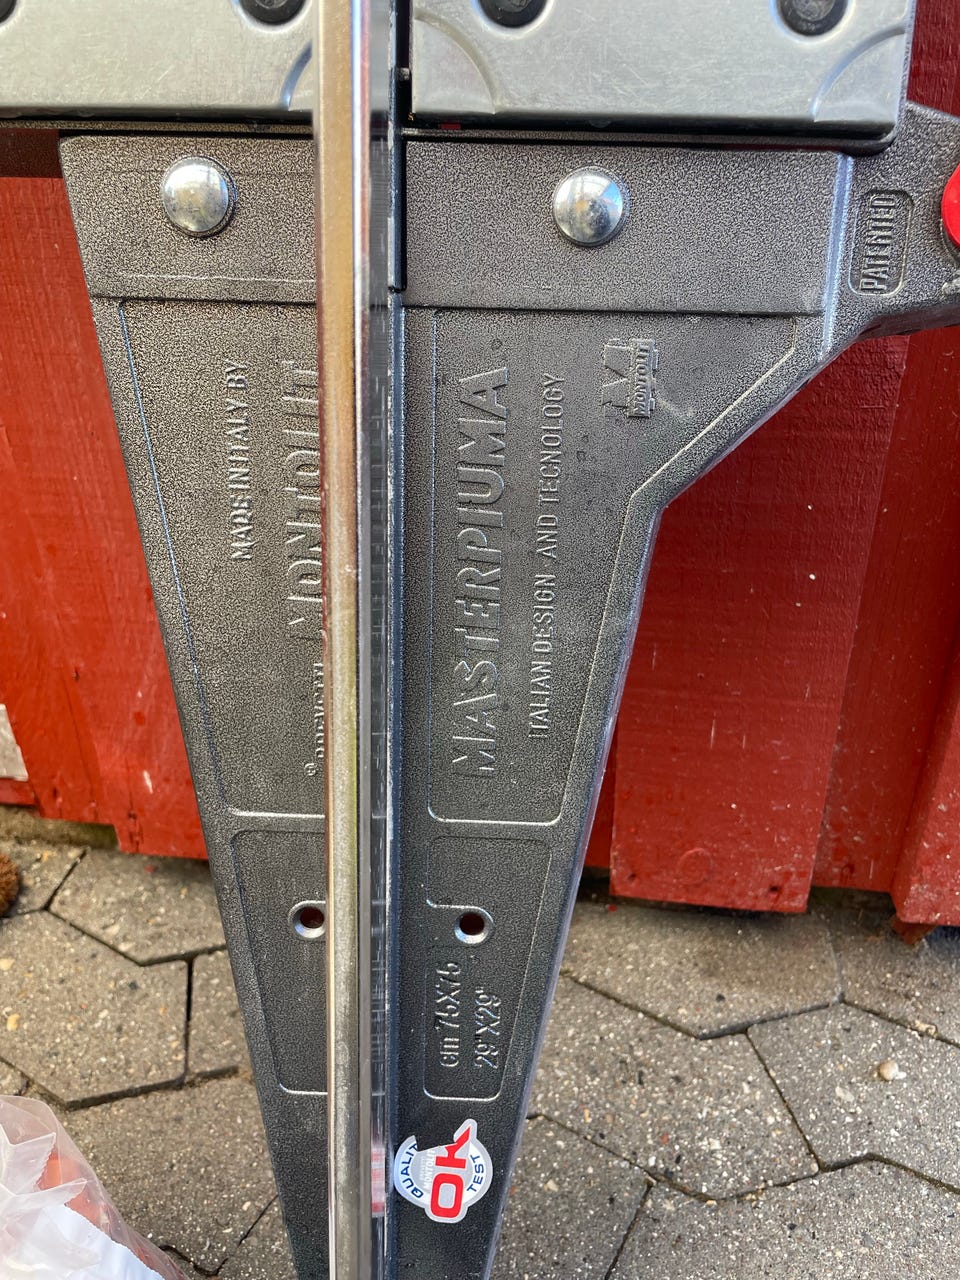 PATENTED
MADE IN ITALY BY
MONTOLIT
MASTERPIUMA
ITALIAN DESIGN AND TECNOLOGY
M
MONTOLIT
cm 75X75
29"X29"
QUALITY
MONTOLIT
OK
TEST